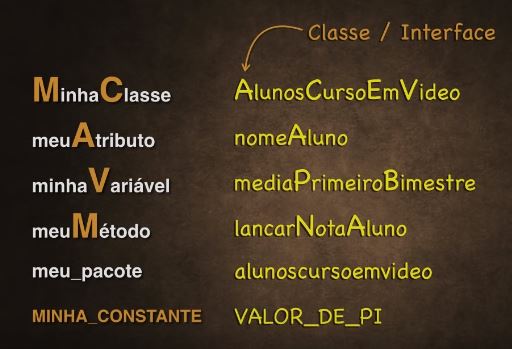 Classe / Interface
MinhaClasse AlunosCursoEmVideo
meuAtributo nomeAluno
minhaVariável mediaPrimeiroBimestre
meuMétodo lancarNotaAluno
meu_pacote alunoscursoemvideo
MINHA_CONSTANTE VALOR_DE_PI